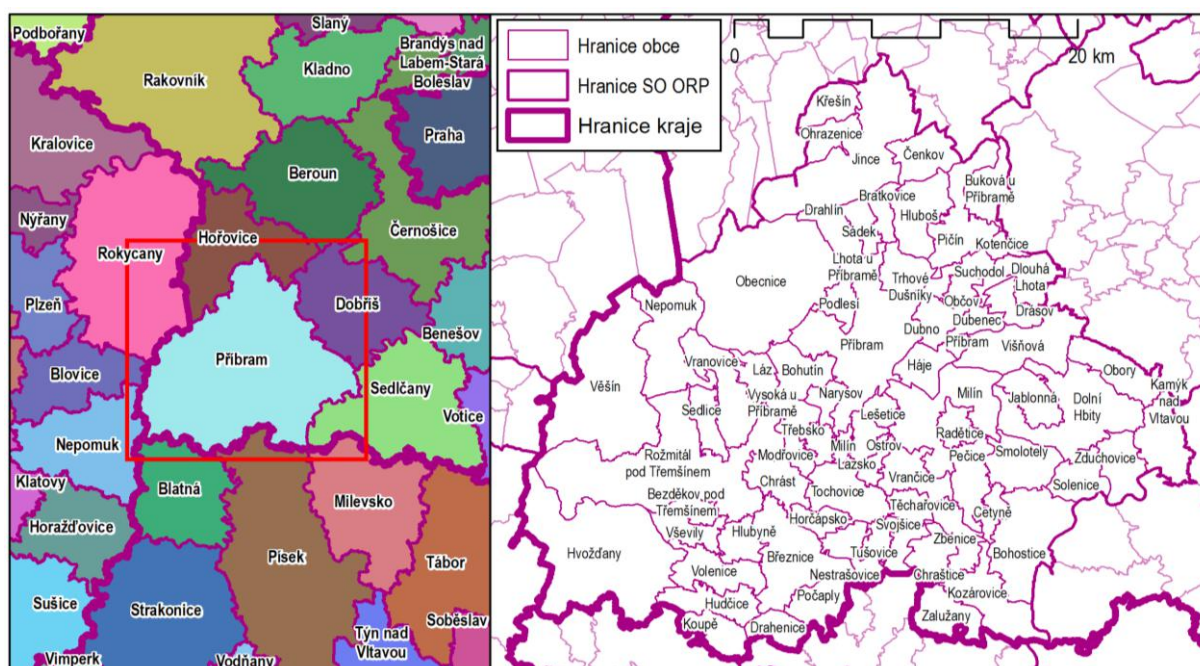 Podbořany
Slaný
Rakovník
Kladno
Brandýs nad
Labem-Stará
Boleslav
Praha
Kralovice
Beroun
Nýřany
Rokycany
Hořovice
Černošice
Plzeň
Dobříš
Benešov
Příbram
Blovice
Sedlčany
Votice
Nepomuk
Klatovy
Blatná
Milevsko
Horažďovice
Písek
Tábor
Sušice
Strakonice
Soběslav
Týn nad
Vltavou
Vimperk
Vodňany
Hranice obce
Hranice SO ORP
Hranice kraje
0
20 km
Křešín
Ohrazenice
Jince
Čenkov
Buková u
Příbramě
Bratkovice
Drahlín
Hluboš
Sádek
Pičín
Kotenčice
Lhota u
Příbramě
Obecnice
Trhové
Dušníky
Suchodol
Dlouhá
Lhota
Nepomuk
Podlesí
Občov
Drásov
Dubenec
Dubno
Příbram
Příbram
Višňová
Vranovice
Láz
Bohutín
Háje
Obory
Věšín
Kamýk
nad
Vltavou
Vysoká u
Příbramě
Narysov
Milín
Jablonná
Dolní
Hbity
Sedlice
Lešetice
Třebsko
Radětice
Milín
Ostrov
Rožmitál
pod Třemšínem
Modřovice
Lazsko
Pečice
Smolotely
Zduchovice
Chrást
Vrančice
Solenice
Bezděkov pod
Třemšínem
Tochovice
Těchařovice
Cetyně
Horčápsko
Vševily
Hlubyně
Svojšice
Zbenice
Hvožďany
Březnice
Tušovice
Bohostice
Volenice
Nestrašovice
Chraštice
Počaply
Kozárovice
Hudčice
Koupě
Drahenice
Zalužany